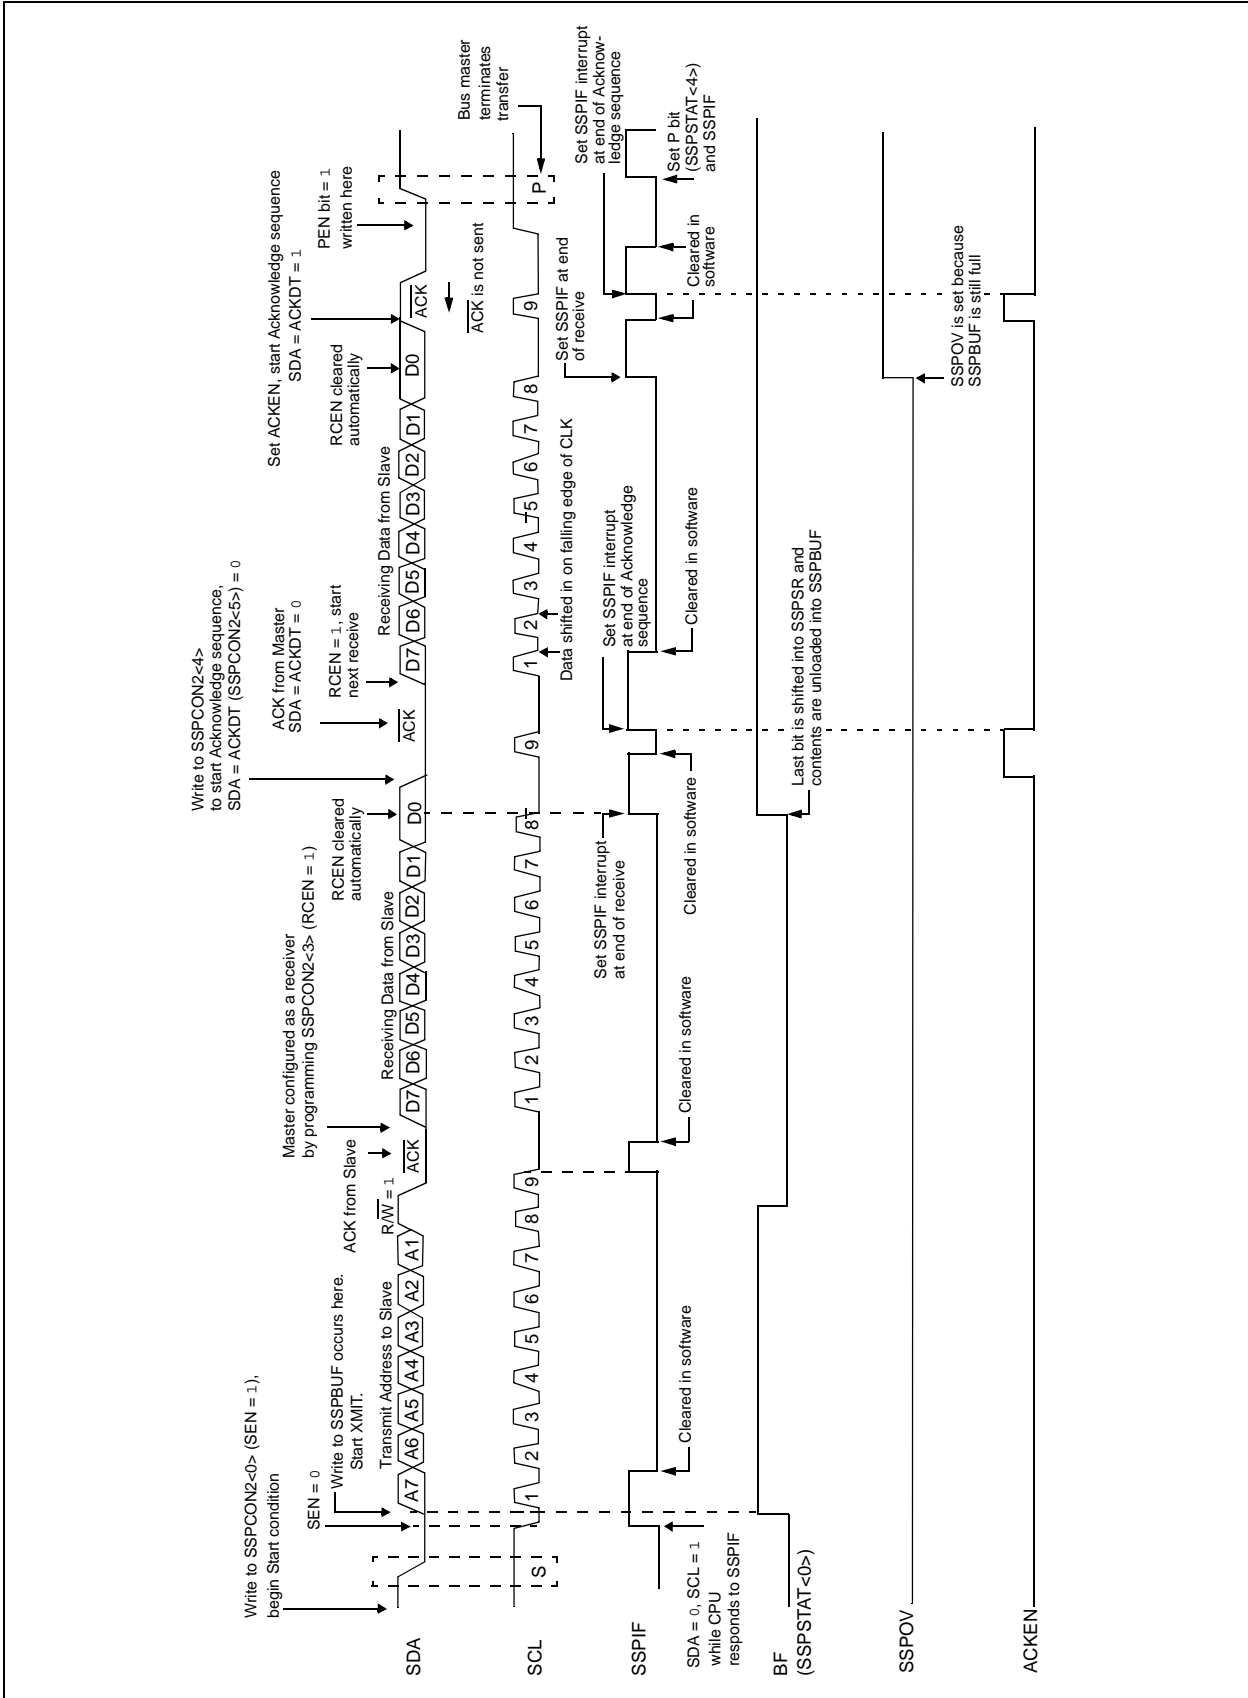 Write to SSPCON2<0> (SEN = 1),
begin Start condition
SEN = 0
Write to SSPBUF occurs here.
Start XMIT.
Master configured as a receiver
by programming SSPCON2<3> (RCEN = 1)
ACK from Slave
RCEN cleared
automatically
Write to SSPCON2<4>
to start Acknowledge sequence,
SDA = ACKDT (SSPCON2<5>) = 0
ACK from Master
SDA = ACKDT = 0
RCEN = 1, start
next receive
RCEN cleared
automatically
Set ACKEN, start Acknowledge sequence
SDA = ACKDT = 1
PEN bit = 1
written here
Transmit Address to Slave
R/W = 1
Receiving Data from Slave
Receiving Data from Slave
SDA
A7 A6 A5 A4 A3 A2 A1
ACK
D7 D6 D5 D4 D3 D2 D1 D0
ACK
D7 D6 D5 D4 D3 D2 D1 D0
ACK
ACK is not sent
Bus master
terminates
transfer
SCL
S
1 2 3 4 5 6 7 8 9
1 2 3 4 5 6 7 8 9
1 2 3 4 5 6 7 8 9
P
Data shifted in on falling edge of CLK
Set SSPIF interrupt
at end of receive
Set SSPIF interrupt
at end of Acknowledge
sequence
Set SSPIF at end
of receive
Set SSPIF interrupt
at end of Acknow-
ledge sequence
SSPIF
SDA = 0, SCL = 1
while CPU
responds to SSPIF
Cleared in software
Cleared in software
Cleared in software
Cleared in software
Cleared in software
Cleared in
software
Set P bit
(SSPSTAT<4>)
and SSPIF
BF
(SSPSTAT<0>)
Last bit is shifted into SSPSR and
contents are unloaded into SSPBUF
SSPOV
SSPOV is set because
SSPBUF is still full
ACKEN